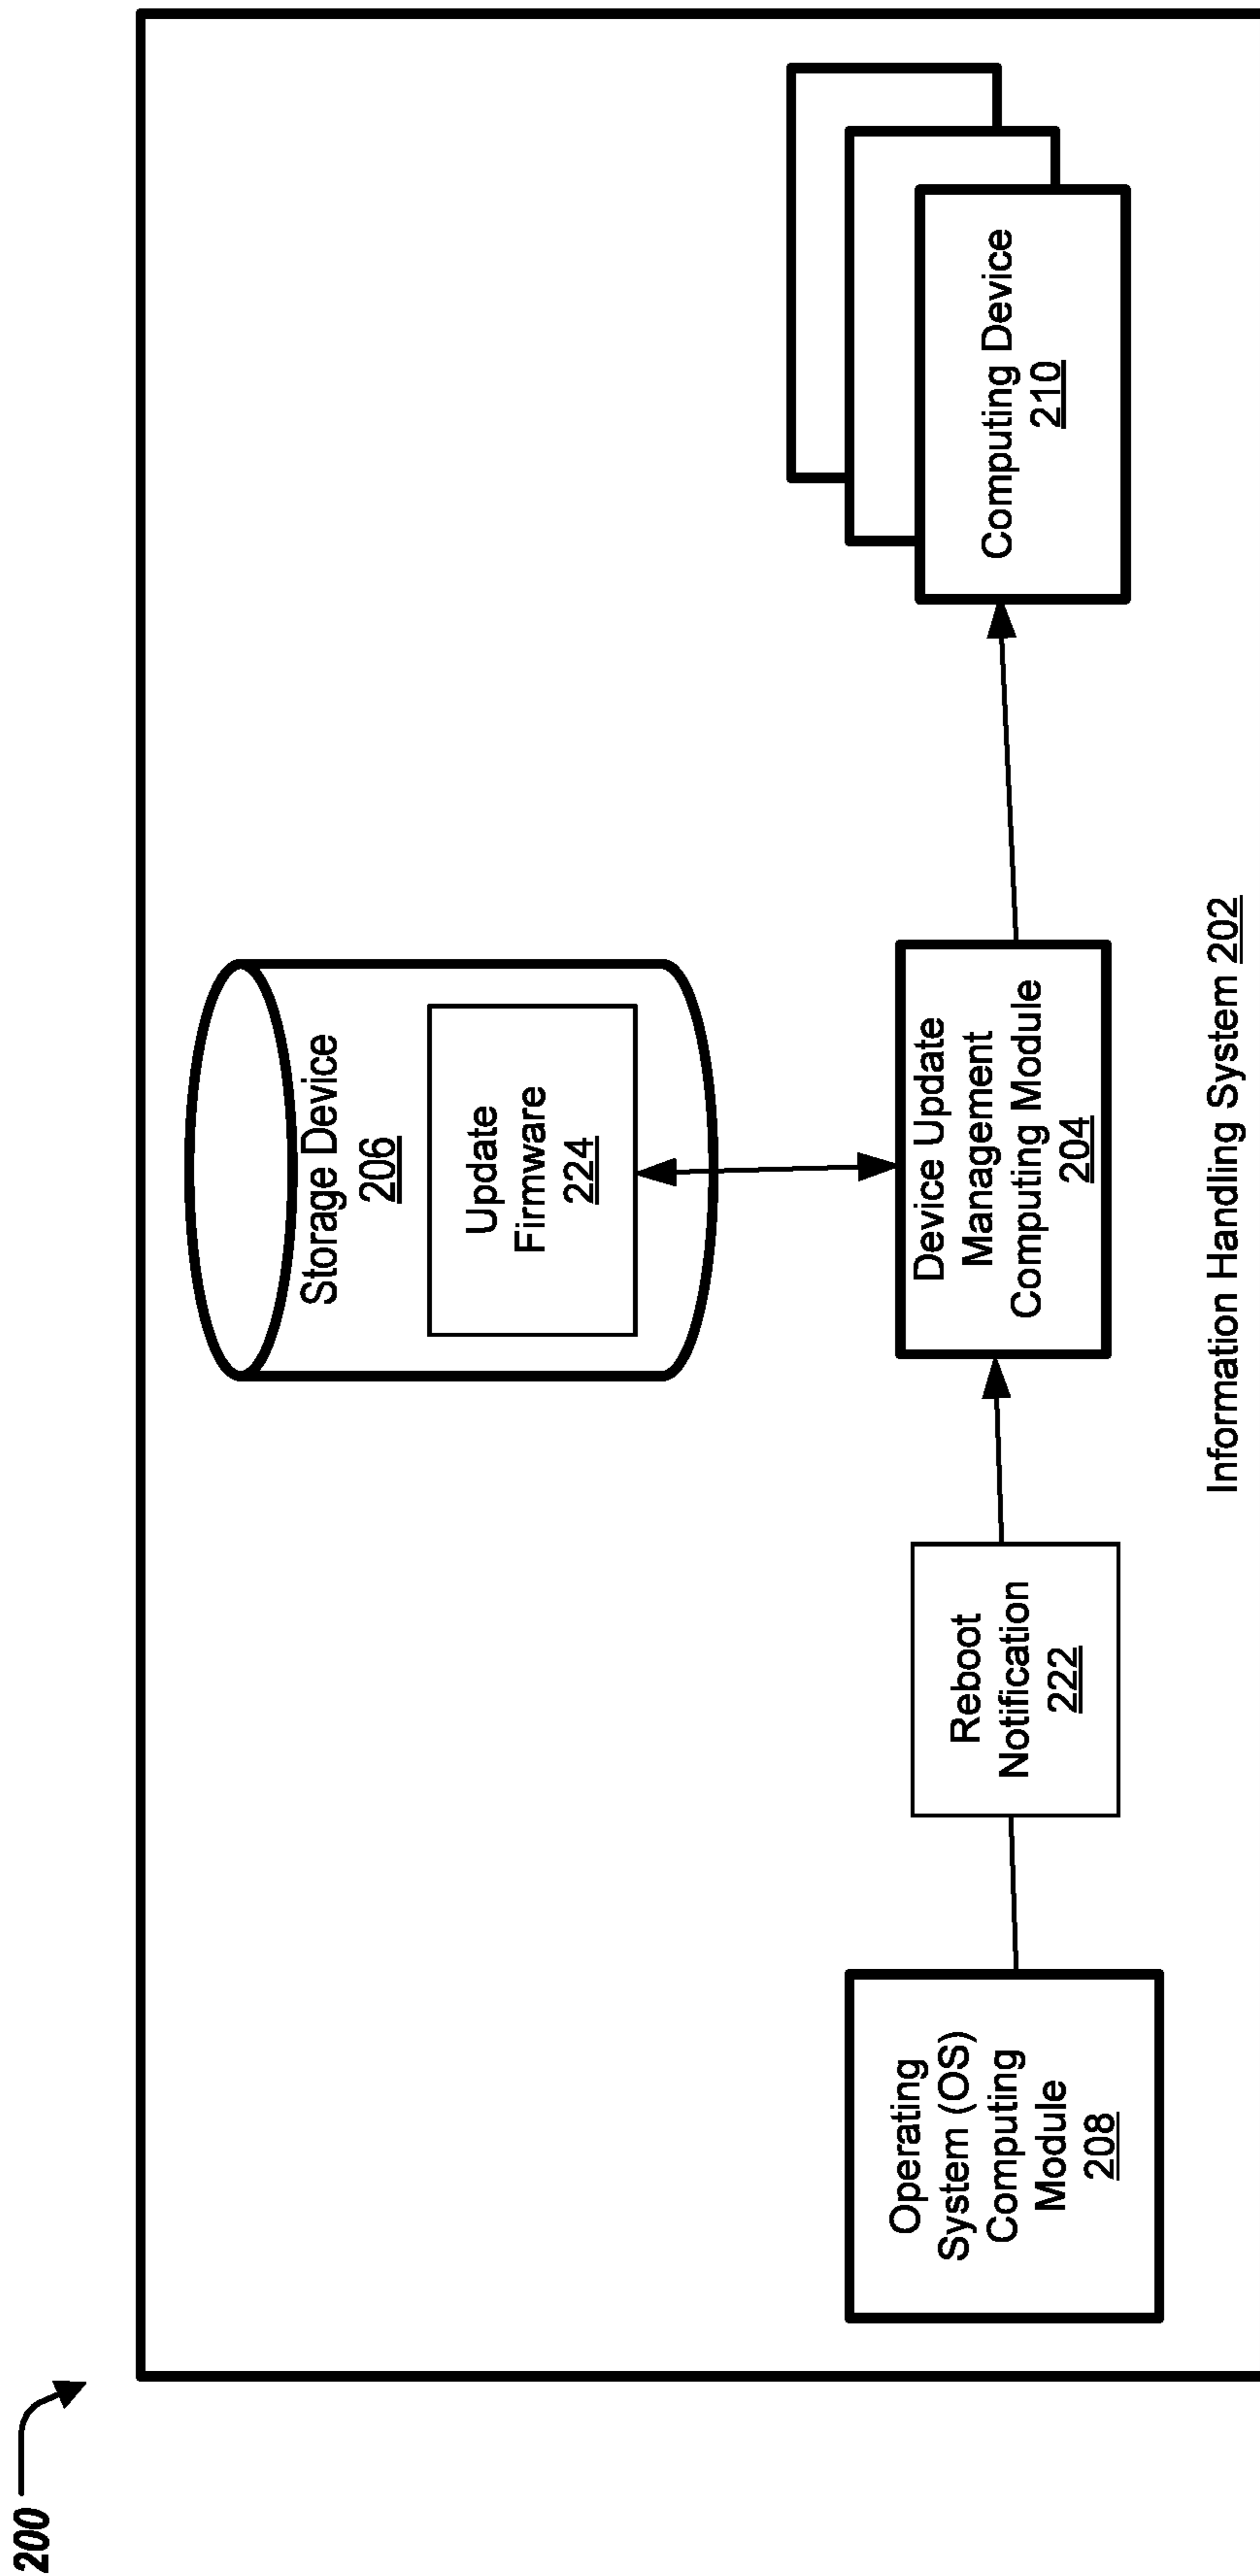 200
Storage Device
206
Update
Firmware
224
Operating
System (OS)
Computing
Module
208
Reboot
Notification
222
Device Update
Management
Computing Module
204
Computing Device
210
Information Handling System 202